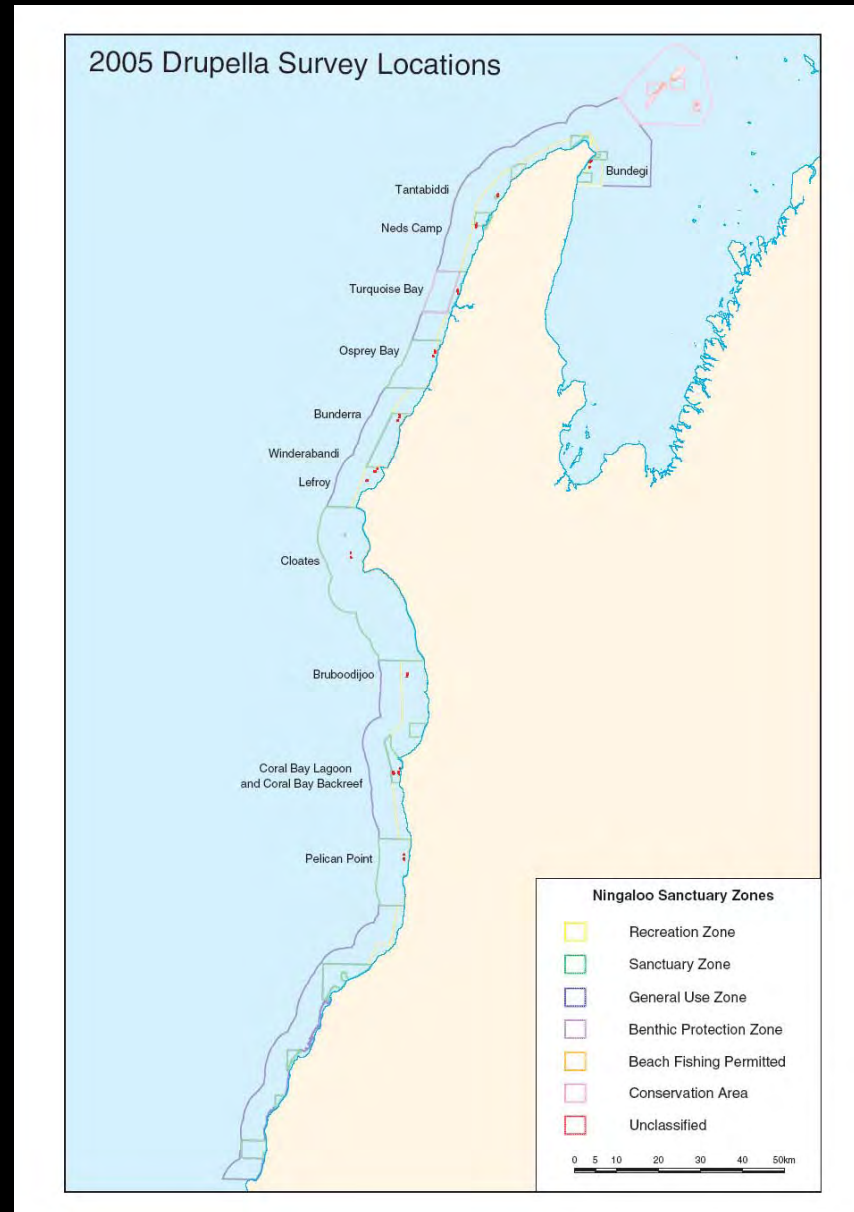 2005 Drupella Survey Locations
Bundegi
Tantabiddi
Neds Camp
Turquoise Bay
Osprey Bay
Bunderra
Winderabandi
Lefroy
Cloates
Bruboodijoo
Coral Bay Lagoon
and Coral Bay Backreef
Pelican Point
Ningaloo Sanctuary Zones
Recreation Zone
Sanctuary Zone
General Use Zone
Benthic Protection Zone
Beach Fishing Permitted
Conservation Area
Unclassified
0 5 10 20 30 40 50km